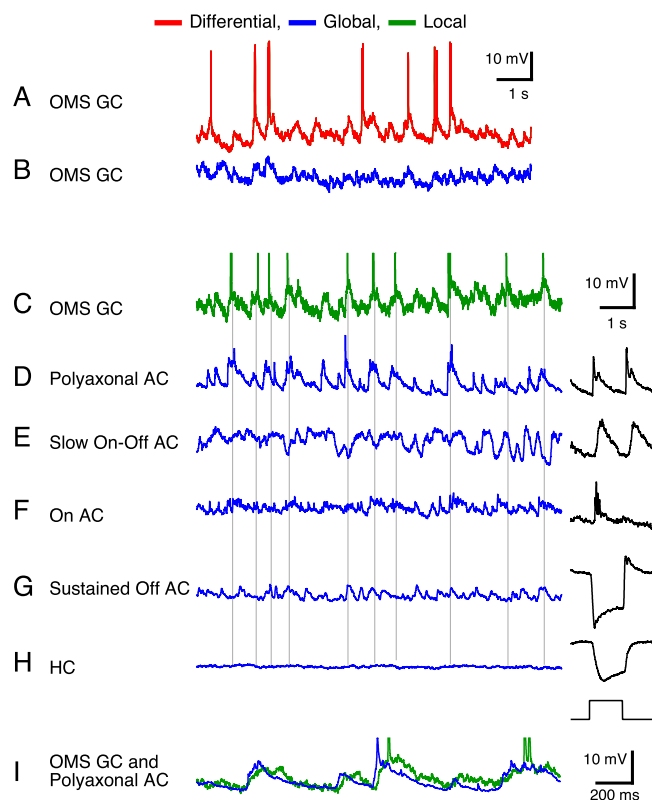 Differential, Global, Local
10 mV
1 s
A OMS GC
B OMS GC
10 mV
1 s
C OMS GC
D Polyaxonal AC
E Slow On-Off AC
F On AC
G Sustained Off AC
H HC
I OMS GC and
Polyaxonal AC
10 mV
200 ms